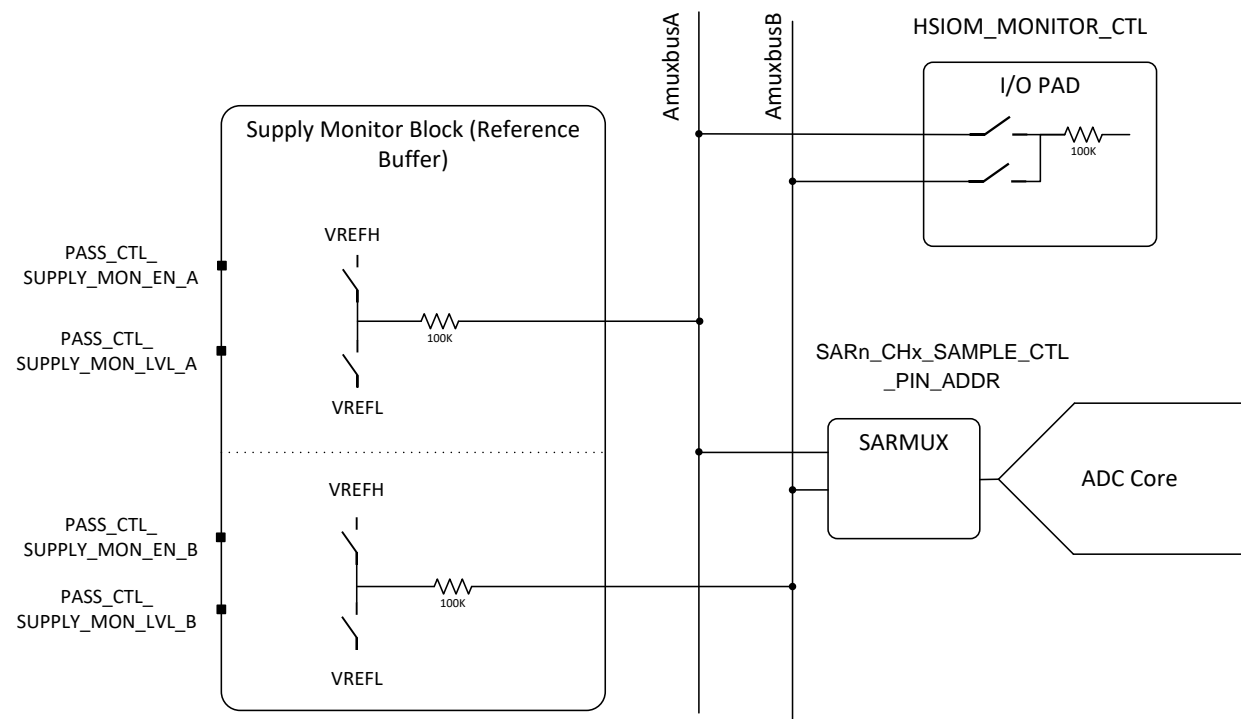 AmuxbusA
AmuxbusB
HSIOM_MONITOR_CTL
I/O PAD
100K
Supply Monitor Block (Reference
Buffer)
PASS_CTL_
SUPPLY_MON_EN_A
PASS_CTL_
SUPPLY_MON_LVL_A
VREFH
100K
VREFL
SARn_CHx_SAMPLE_CTL
_PIN_ADDR
SARMUX
ADC Core
PASS_CTL_
SUPPLY_MON_EN_B
PASS_CTL_
SUPPLY_MON_LVL_B
VREFH
100K
VREFL